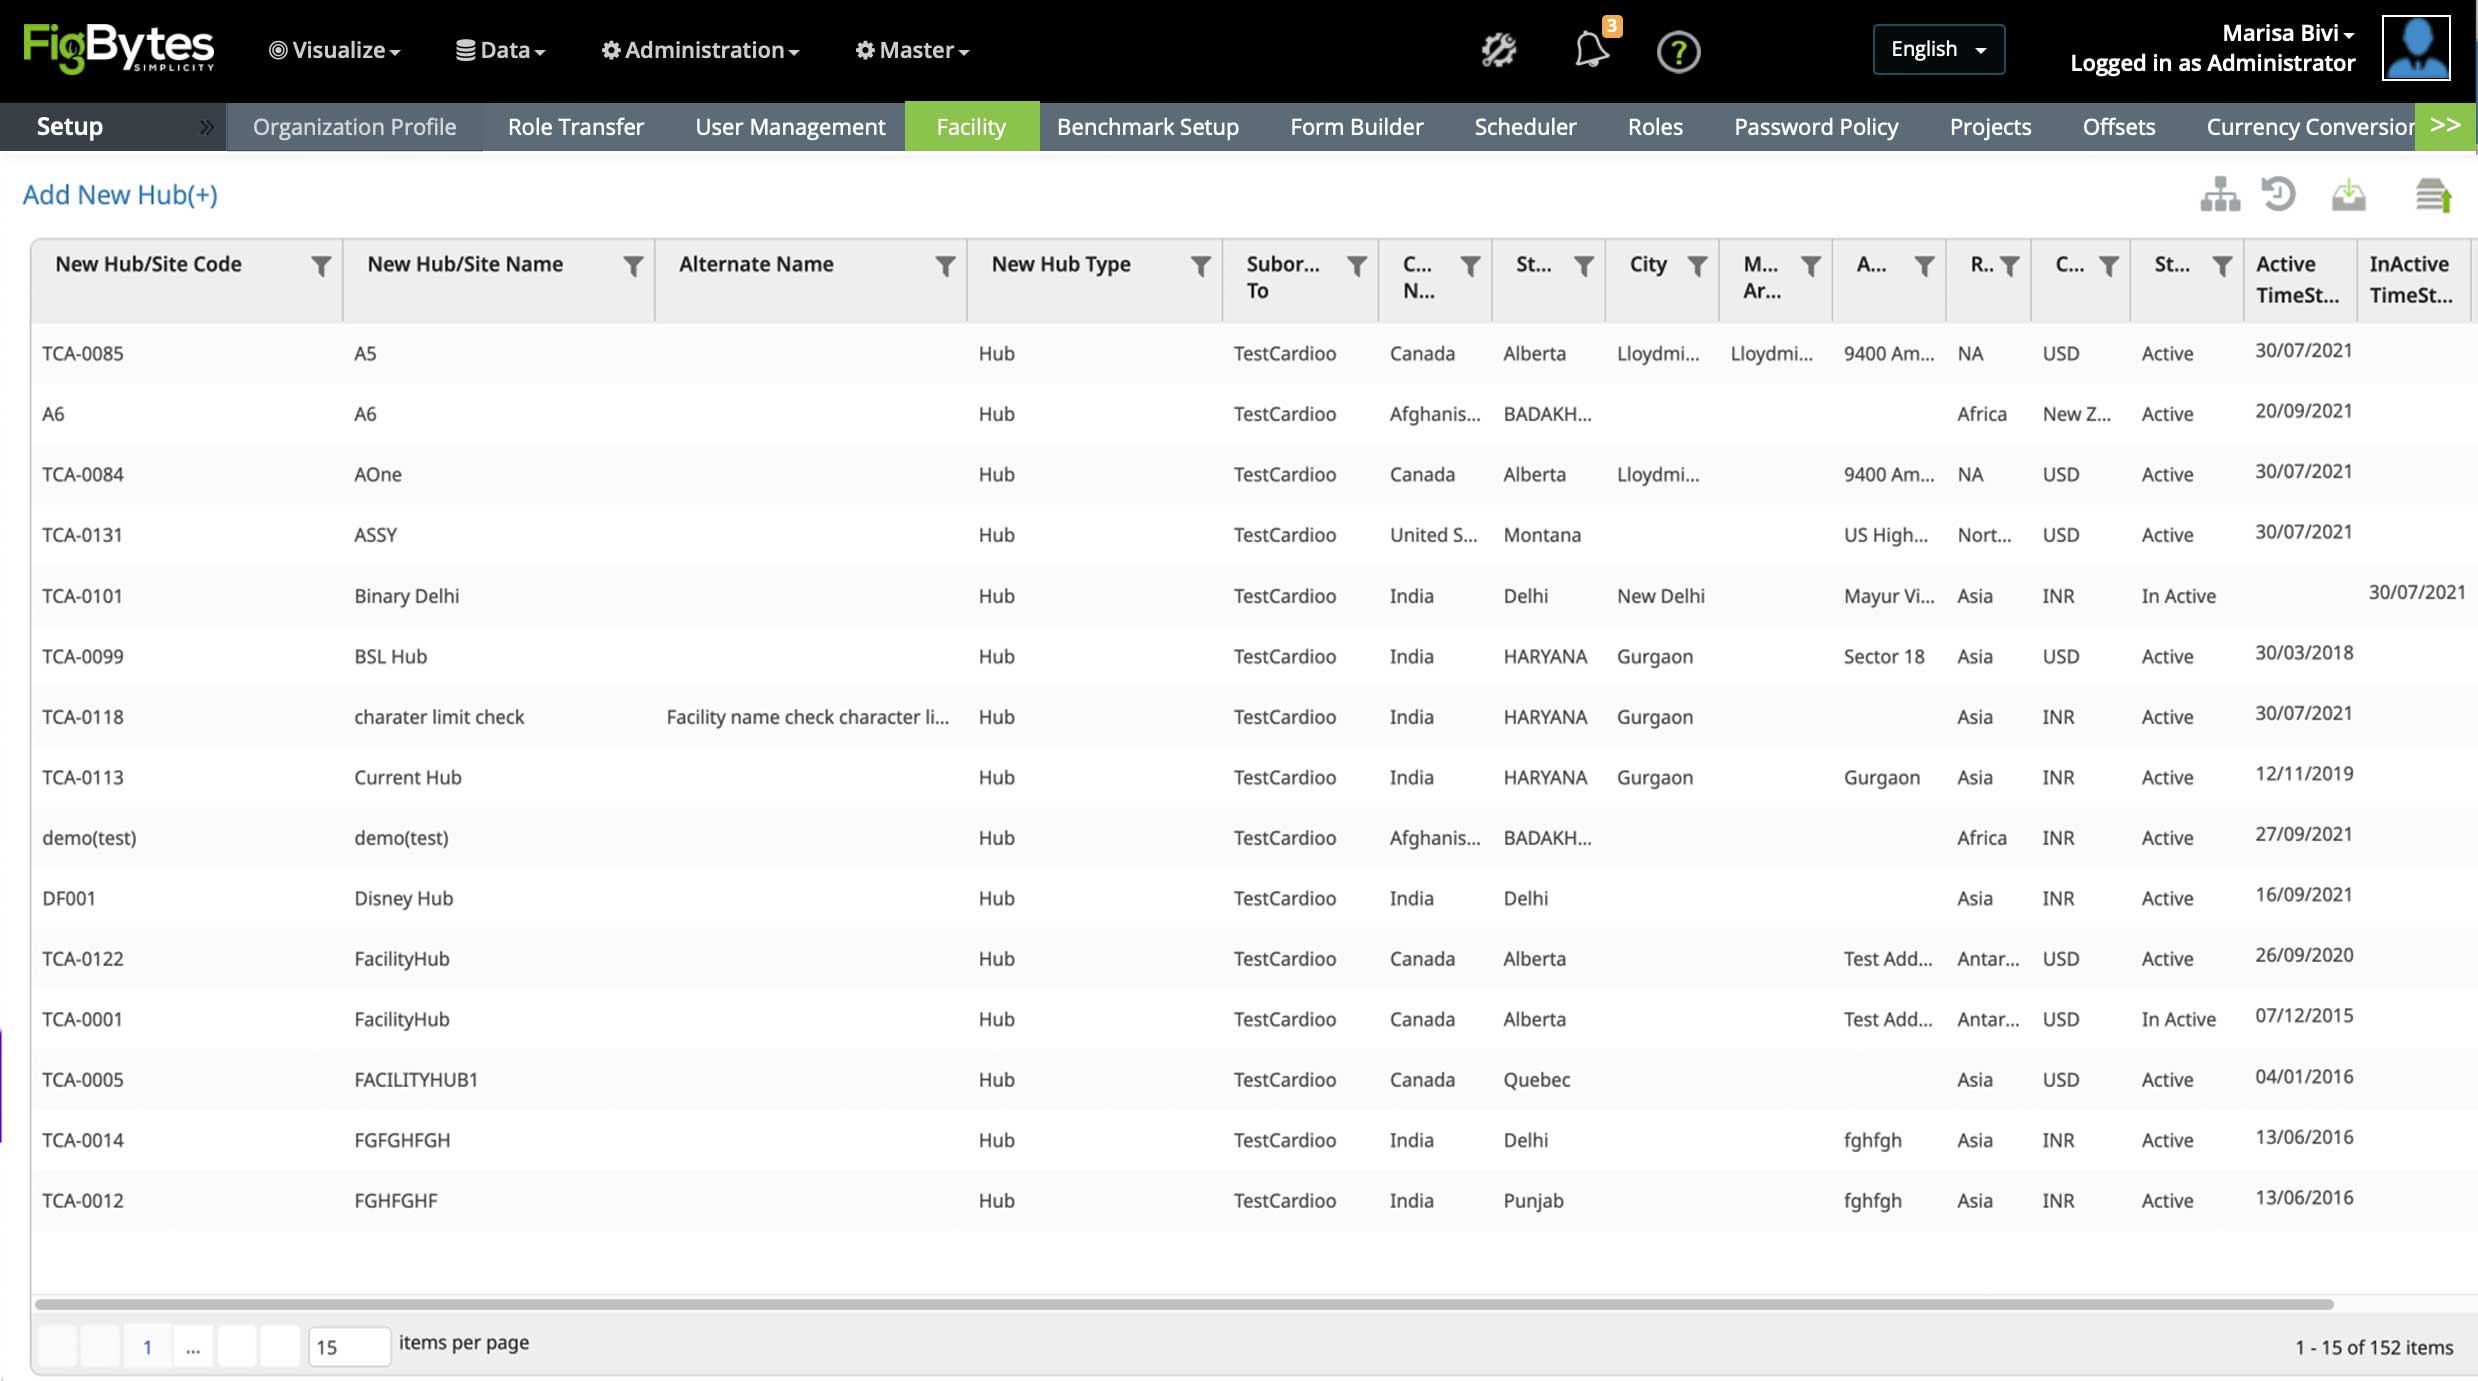 FigBytes
SIMPLICITY
Visualize Data Administration Master 3 ? English Marisa Bivi
Logged in as Administrator
Setup » Organization Profile Role Transfer User Management Facility Benchmark Setup Form Builder Scheduler Roles Password Policy Projects Offsets Currency Conversion >>
Add New Hub(+)
New Hub/Site Code New Hub/Site Name Alternate Name New Hub Type Subor... To C... N... St... City M... Ar... A... R.. C... St... Active TimeSt... InActive TimeSt...
TCA-0085 A5 Hub TestCardioo Canada Alberta Lloydmi... Lloydmi... 9400 Am... NA USD Active 30/07/2021
A6 A6 Hub TestCardioo Afghanis... BADAKH... Africa New Z... Active 20/09/2021
TCA-0084 AOne Hub TestCardioo Canada Alberta Lloydmi... 9400 Am... NA USD Active 30/07/2021
TCA-0131 ASSY Hub TestCardioo United S... Montana US High... Nort... USD Active 30/07/2021
TCA-0101 Binary Delhi Hub TestCardioo India Delhi New Delhi Mayur Vi... Asia INR In Active 30/07/2021
TCA-0099 BSL Hub Hub TestCardioo India HARYANA Gurgaon Sector 18 Asia USD Active 30/03/2018
TCA-0118 charater limit check Facility name check character li... Hub TestCardioo India HARYANA Gurgaon Asia INR Active 30/07/2021
TCA-0113 Current Hub Hub TestCardioo India HARYANA Gurgaon Gurgaon Asia INR Active 12/11/2019
demo(test) demo(test) Hub TestCardioo Afghanis... BADAKH... Africa INR Active 27/09/2021
DF001 Disney Hub Hub TestCardioo India Delhi Asia INR Active 16/09/2021
TCA-0122 FacilityHub Hub TestCardioo Canada Alberta Test Add... Antar... USD Active 26/09/2020
TCA-0001 FacilityHub Hub TestCardioo Canada Alberta Test Add... Antar... USD In Active 07/12/2015
TCA-0005 FACILITYHUB1 Hub TestCardioo Canada Quebec Asia USD Active 04/01/2016
TCA-0014 FGFGHFGH Hub TestCardioo India Delhi fghfgh Asia INR Active 13/06/2016
TCA-0012 FGHFGHF Hub TestCardioo India Punjab fghfgh Asia INR Active 13/06/2016
1 ... 15 items per page 1 - 15 of 152 items